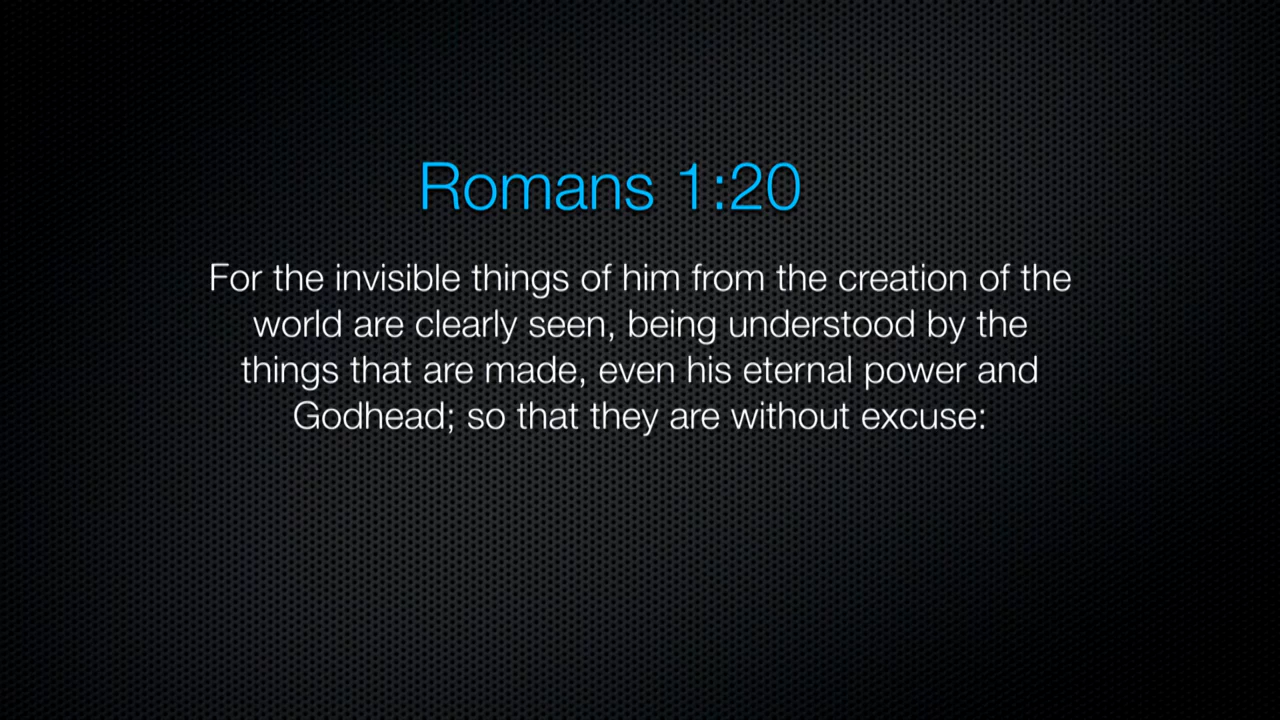 Romans 1:20
For the invisible things of him from the creation of the
world are clearly seen, being understood by the
things that are made, even his eternal power and
Godhead; so that they are without excuse: